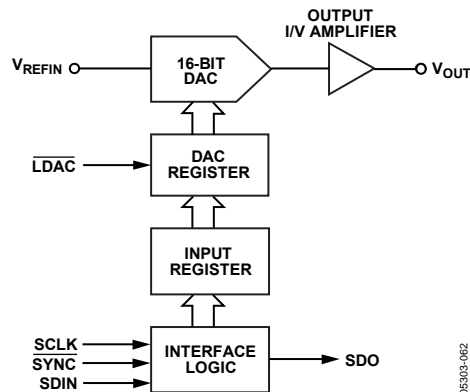 OUTPUT
I/V AMPLIFIER
VREFIN
16-BIT
DAC
VOUT
LDAC
DAC
REGISTER
INPUT
REGISTER
SCLK
SYNC
SDIN
INTERFACE
LOGIC
SDO
05303-062